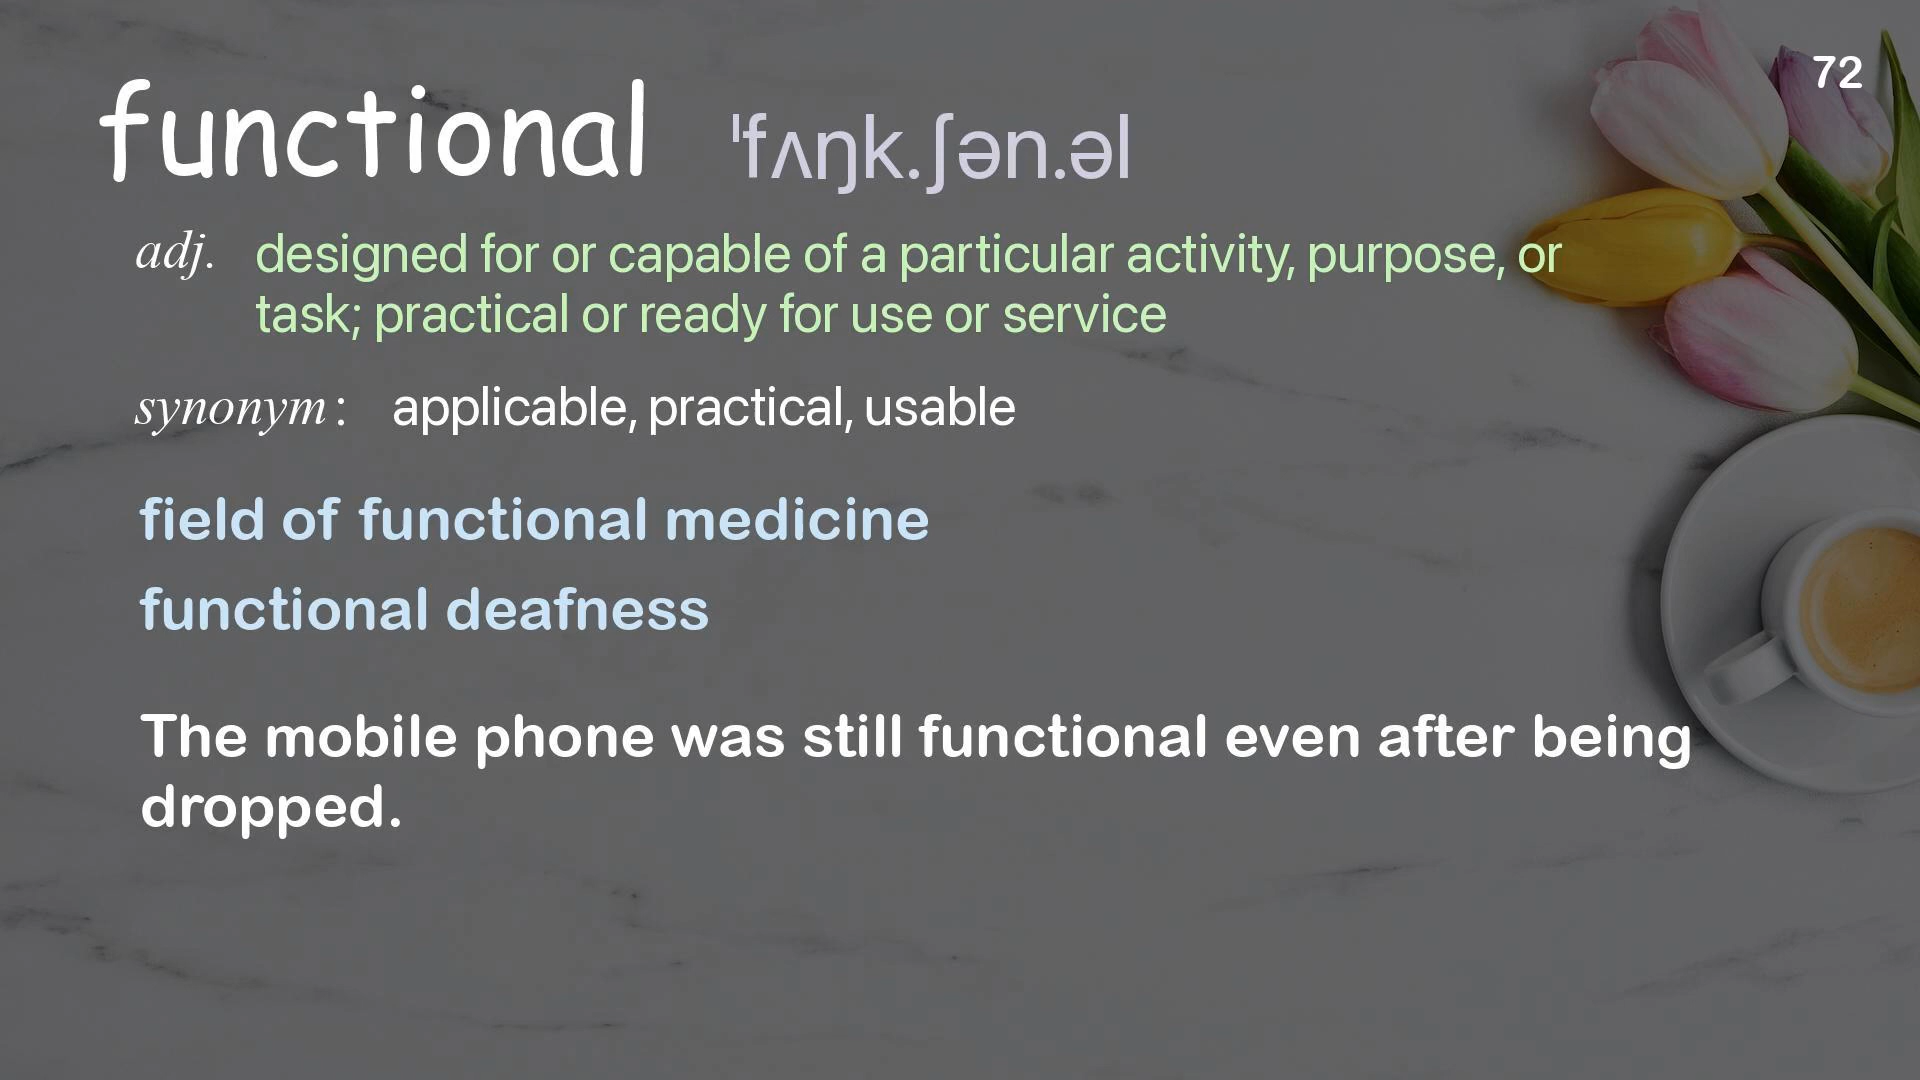 72
functional ˈfʌŋk.ʃən.əl
adj. designed for or capable of a particular activity, purpose, or
task; practical or ready for use or service
synonym: applicable, practical, usable
field of functional medicine
functional deafness
The mobile phone was still functional even after being
dropped.